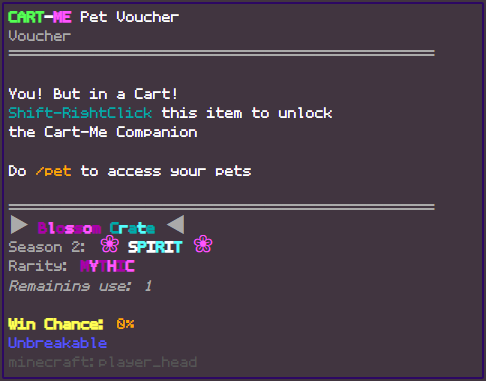 CART-ME Pet Voucher
Voucher
You! But in a Cart!
Shift-RightClick this item to unlock
the Cart-Me Companion
Do /pet to access your pets
▶ Blossom Crate ◀
Season 2: ❀ SPIRIT ❀
Rarity: MYTHIC
Remaining use: 1
Win Chance: 0%
Unbreakable
minecraft:player_head